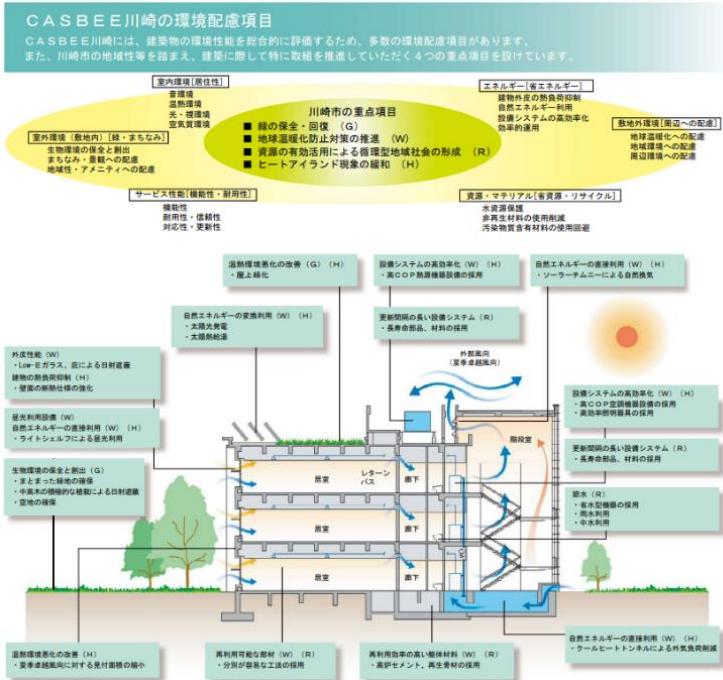 CASBEE川崎の環境配慮項目
CASBEE川崎には、建築物の環境性能を総合的に評価するため、多数の環境配慮項目があります。
また、川崎市の地域性等を踏まえ、建築に際して特に取組を推進していただく4つの重点項目を設けています。
室内環境[居住性]
音環境
温熱環境
光・視環境
空気質環境
エネルギー[省エネルギー]
建物外皮の熱負荷抑制
自然エネルギー利用
設備システムの高効率化
効率的運用
川崎市の重点項目
■ 緑の保全・回復（G）
■ 地球温暖化防止対策の推進（W）
■ 資源の有効活用による循環型地域社会の形成（R）
■ ヒートアイランド現象の緩和（H）
室外環境（敷地内）[緑・まちなみ]
生物環境の保全と創出
まちなみ・景観への配慮
地域性・アメニティへの配慮
敷地外環境[周辺への配慮]
地球温暖化への配慮
地域環境への配慮
周辺環境への配慮
サービス性能[機能性・耐用性]
機能性
耐用性・信頼性
対応性・更新性
資源・マテリアル[省資源・リサイクル]
水資源保護
非再生材料の使用削減
汚染物質含有材料の使用回避
温熱環境悪化の改善（G）（H）
・屋上緑化
設備システムの高効率化（W）（H）
・高COP熱源機器設備の採用
自然エネルギーの直接利用（W）（H）
・ソーラーチムニーによる自然換気
自然エネルギーの変換利用（W）（H）
・太陽光発電
・太陽熱給湯
更新間隔の長い設備システム（R）
・長寿命部品、材料の採用
外部風向
（夏季卓越風向）
外皮性能（W）
・Low-Eガラス、庇による日射遮蔽
建物の熱負荷抑制（H）
・壁面の断熱仕様の強化
設備システムの高効率化（W）（H）
・高COP空調機器設備の採用
・高効率照明器具の採用
昼光利用設備（W）
自然エネルギーの直接利用（W）（H）
・ライトシェルフによる昼光利用
階段室
更新間隔の長い設備システム（R）
・長寿命部品、材料の採用
生物環境の保全と創出（G）
・まとまった緑地の確保
・中高木の積極的な植栽による日射遮蔽
・空地の確保
居室
レターン
パス
廊下
節水（R）
・省水型機器の採用
・雨水利用
・中水利用
居室
廊下
居室
廊下
温熱環境悪化の改善（H）
・夏季卓越風向に対する見付面積の縮小
再利用可能な部材（W）（R）
・分別が容易な工法の採用
再利用効率の高い躯体材料（W）（R）
・高炉セメント、再生骨材の採用
自然エネルギーの直接利用（W）（H）
・クールヒートトンネルによる外気負荷削減